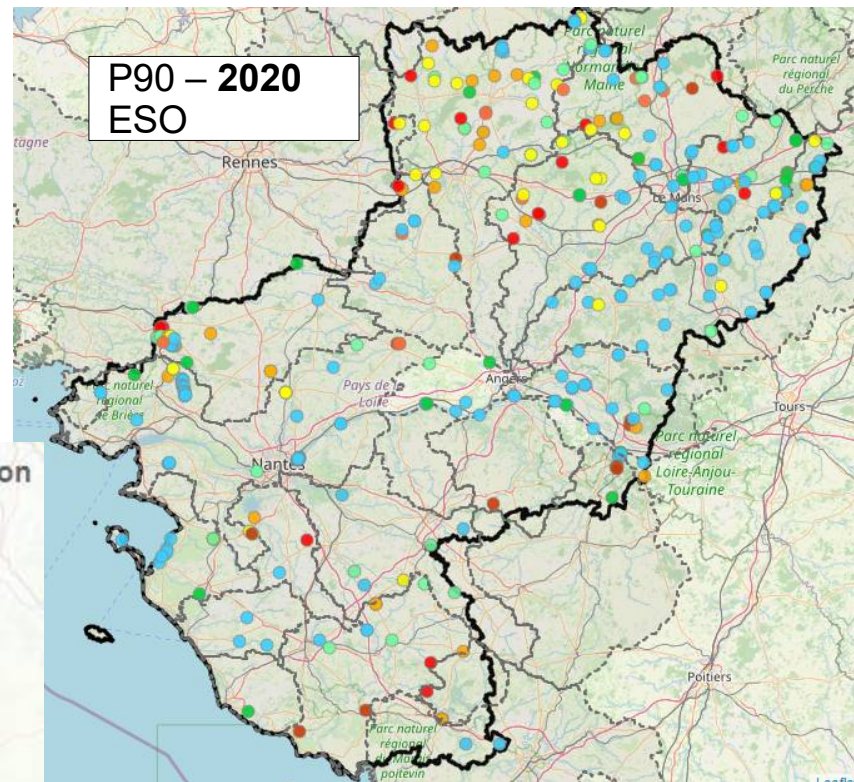 P90 – 2020
ESO
Parc naturel
régional
Normandie-
Maine
Parc naturel
régional
du Perche
tagne
Rennes
Le Mans
Pays de la
Loire
Angers
Parc naturel
régional
de Brière
Tours
Parc naturel
régional
Loire-Anjou-
Touraine
Nantes
on
Poitiers
Parc naturel
régional
du Marais
poitevin